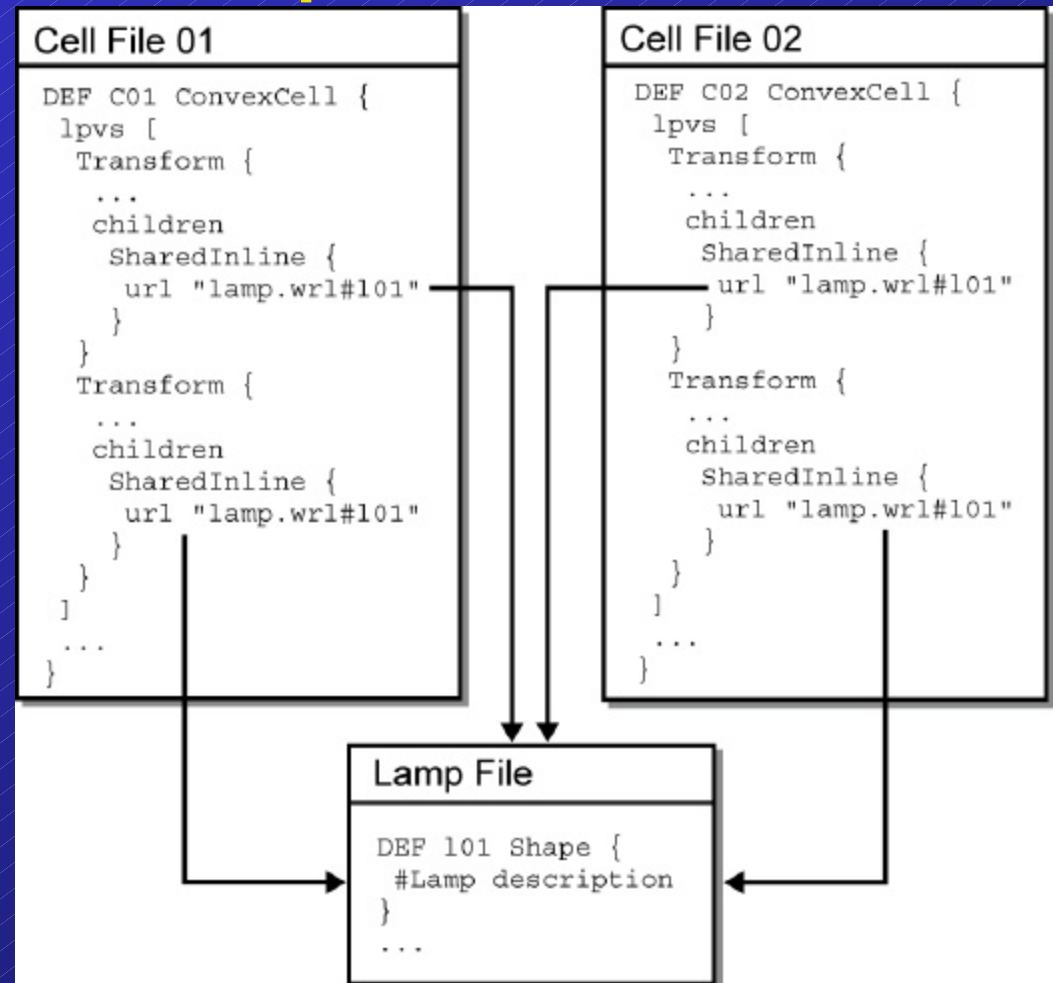 Cell File 01
DEF C01 ConvexCell {
lpvs [
Transform {
...
children
SharedInline {
url "lamp.wrl#l01"
}
}
Transform {
...
children
SharedInline {
url "lamp.wrl#l01"
}
}
]
...
}
Cell File 02
DEF C02 ConvexCell {
lpvs [
Transform {
...
children
SharedInline {
url "lamp.wrl#l01"
}
}
Transform {
...
children
SharedInline {
url "lamp.wrl#l01"
}
}
]
...
}
Lamp File
DEF l01 Shape {
#Lamp description
}
...